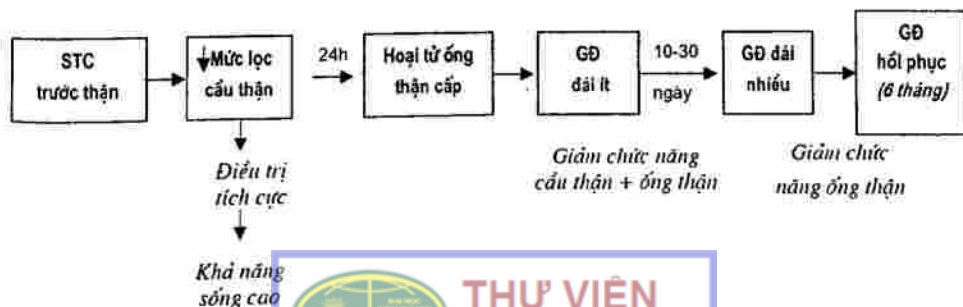 STC
trước thận
↓Mức lọc
cầu thận
24h
Hoại tử ống
thận cấp
GĐ
đái ít
10-30
ngày
GĐ đái
nhiều
GĐ
hồi phục
(6 tháng)
Điều trị
tích cực
Khả năng
sống cao
Giảm chức năng
cầu thận + ống thận
Giảm chức
năng ống thận
THƯ VIỆN